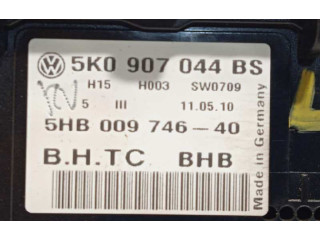 5K0 907 044 BS
H15 H003 SW0709
5 III 11.05.10
5HB 009 746-40
B.H.TC BHB
Made in Germany